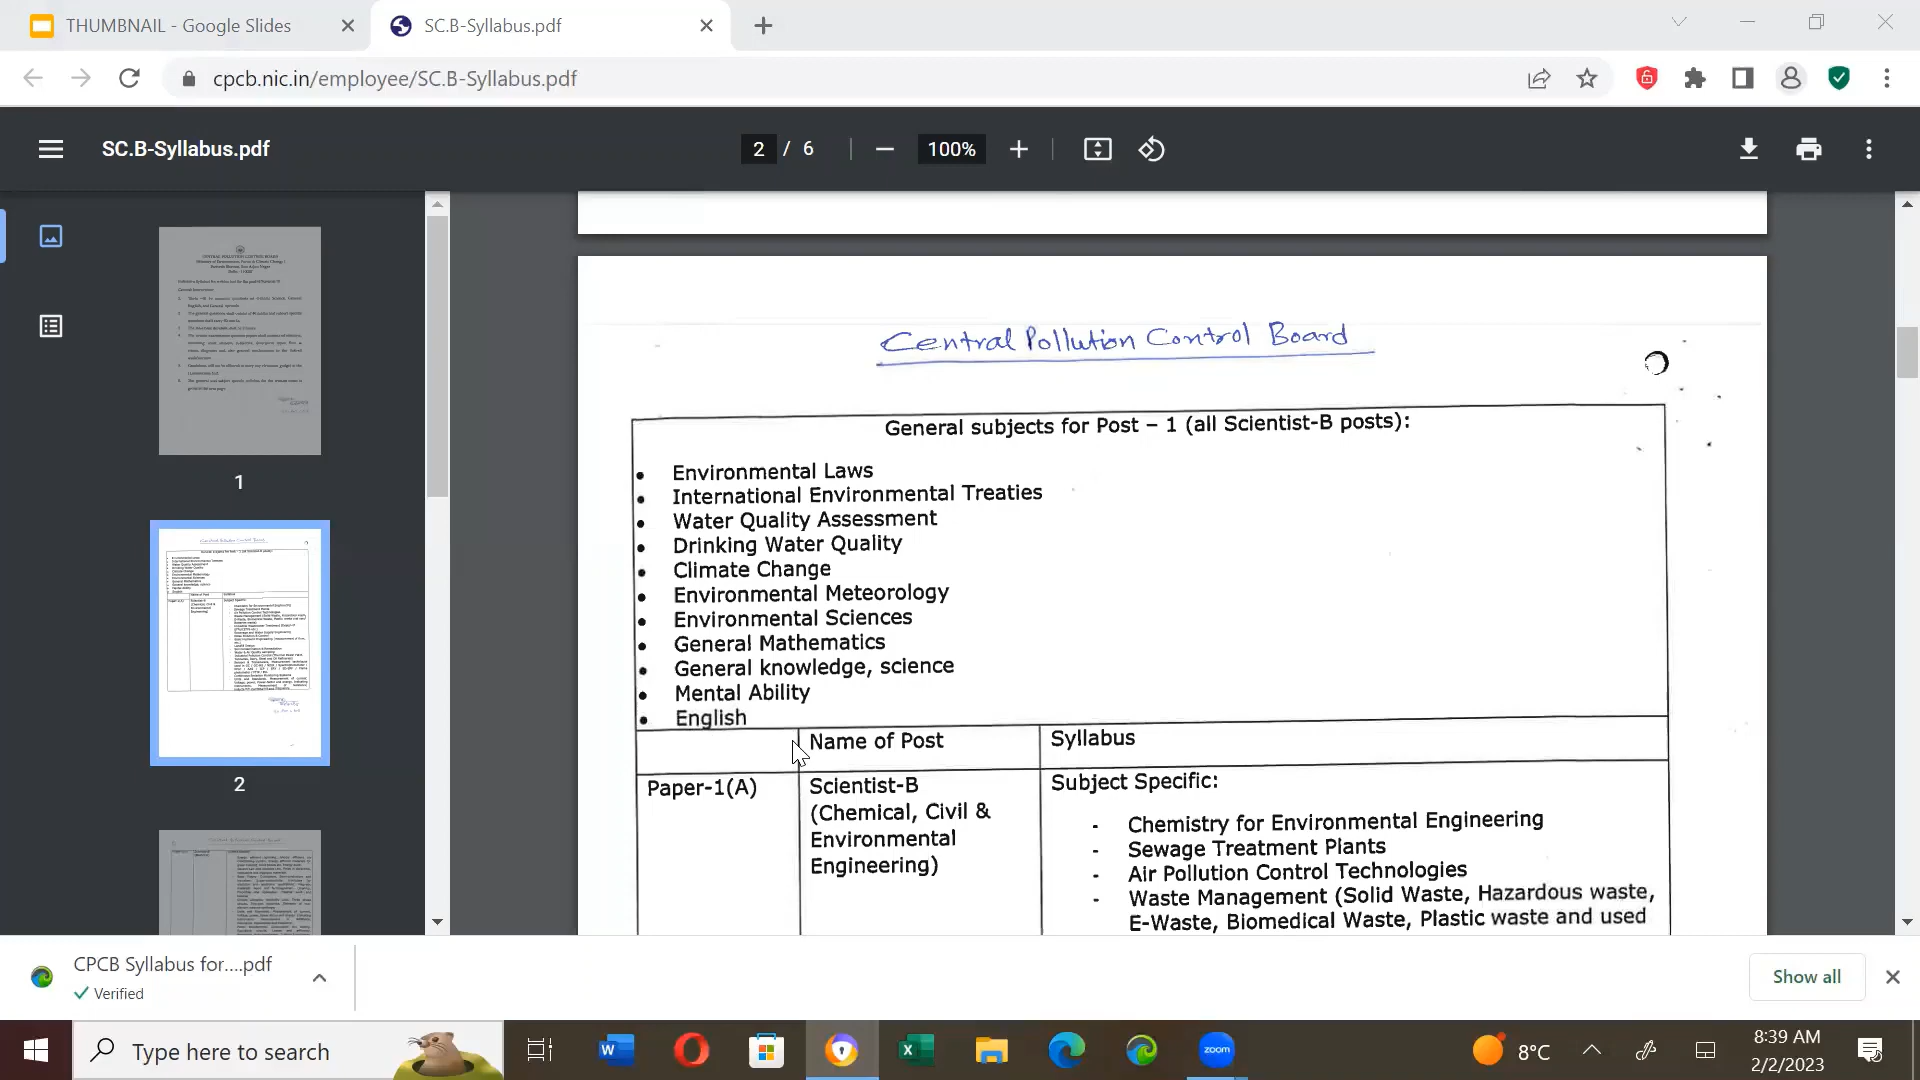 THUMBNAIL - Google Slides
SC.B-Syllabus.pdf
cpcb.nic.in/employee/SC.B-Syllabus.pdf
SC.B-Syllabus.pdf
2 / 6
100%
1
2
Central Pollution Control Board
General subjects for Post – 1 (all Scientist-B posts):
• Environmental Laws
• International Environmental Treaties
• Water Quality Assessment
• Drinking Water Quality
• Climate Change
• Environmental Meteorology
• Environmental Sciences
• General Mathematics
• General knowledge, science
• Mental Ability
• English
Name of Post
Syllabus
Paper-1(A)
Scientist-B
(Chemical, Civil &
Environmental
Engineering)
Subject Specific:
- Chemistry for Environmental Engineering
- Sewage Treatment Plants
- Air Pollution Control Technologies
- Waste Management (Solid Waste, Hazardous waste,
E-Waste, Biomedical Waste, Plastic waste and used
CPCB Syllabus for....pdf
Verified
Show all
Type here to search
zoom
8°C
8:39 AM
2/2/2023